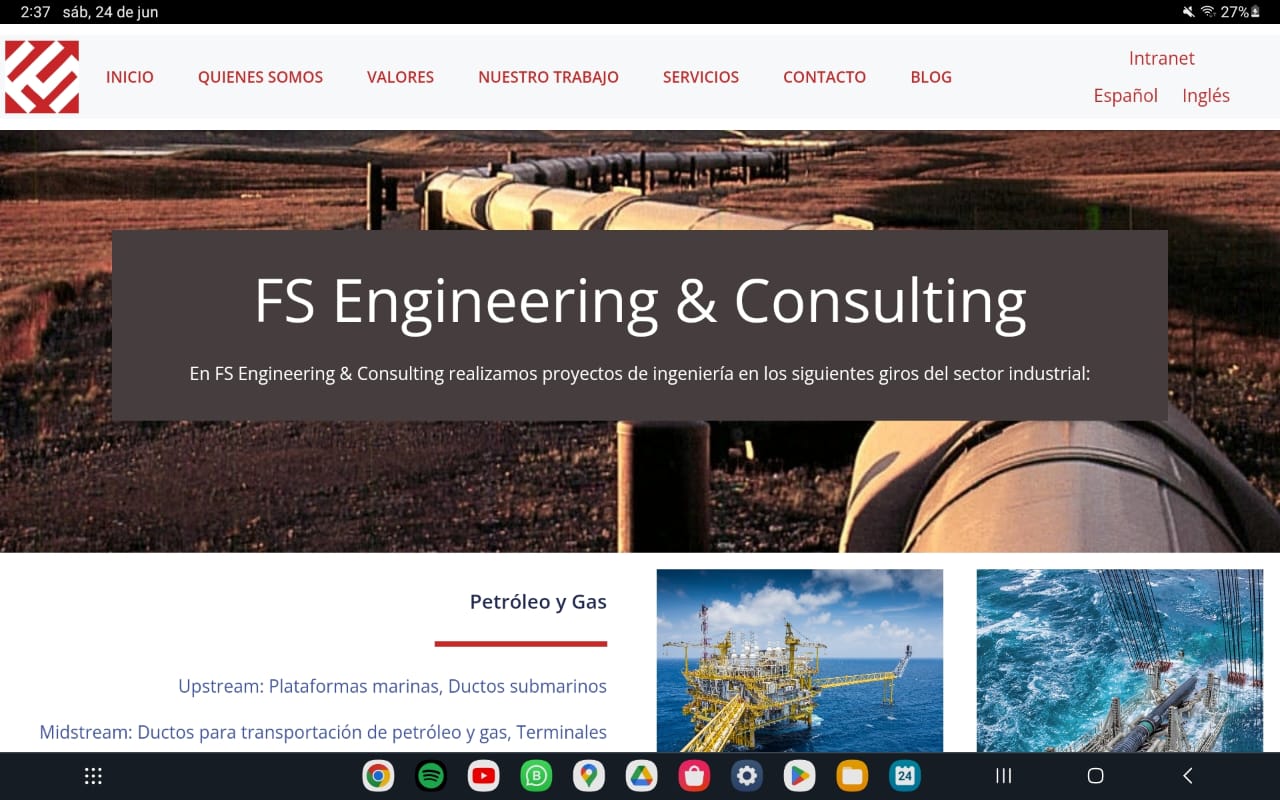 2:37 sáb, 24 de jun
27%
INICIO QUIENES SOMOS VALORES NUESTRO TRABAJO SERVICIOS CONTACTO BLOG
Intranet
Español Inglés
FS Engineering & Consulting
En FS Engineering & Consulting realizamos proyectos de ingeniería en los siguientes giros del sector industrial:
Petróleo y Gas
Upstream: Plataformas marinas, Ductos submarinos
Midstream: Ductos para transportación de petróleo y gas, Terminales
B
24